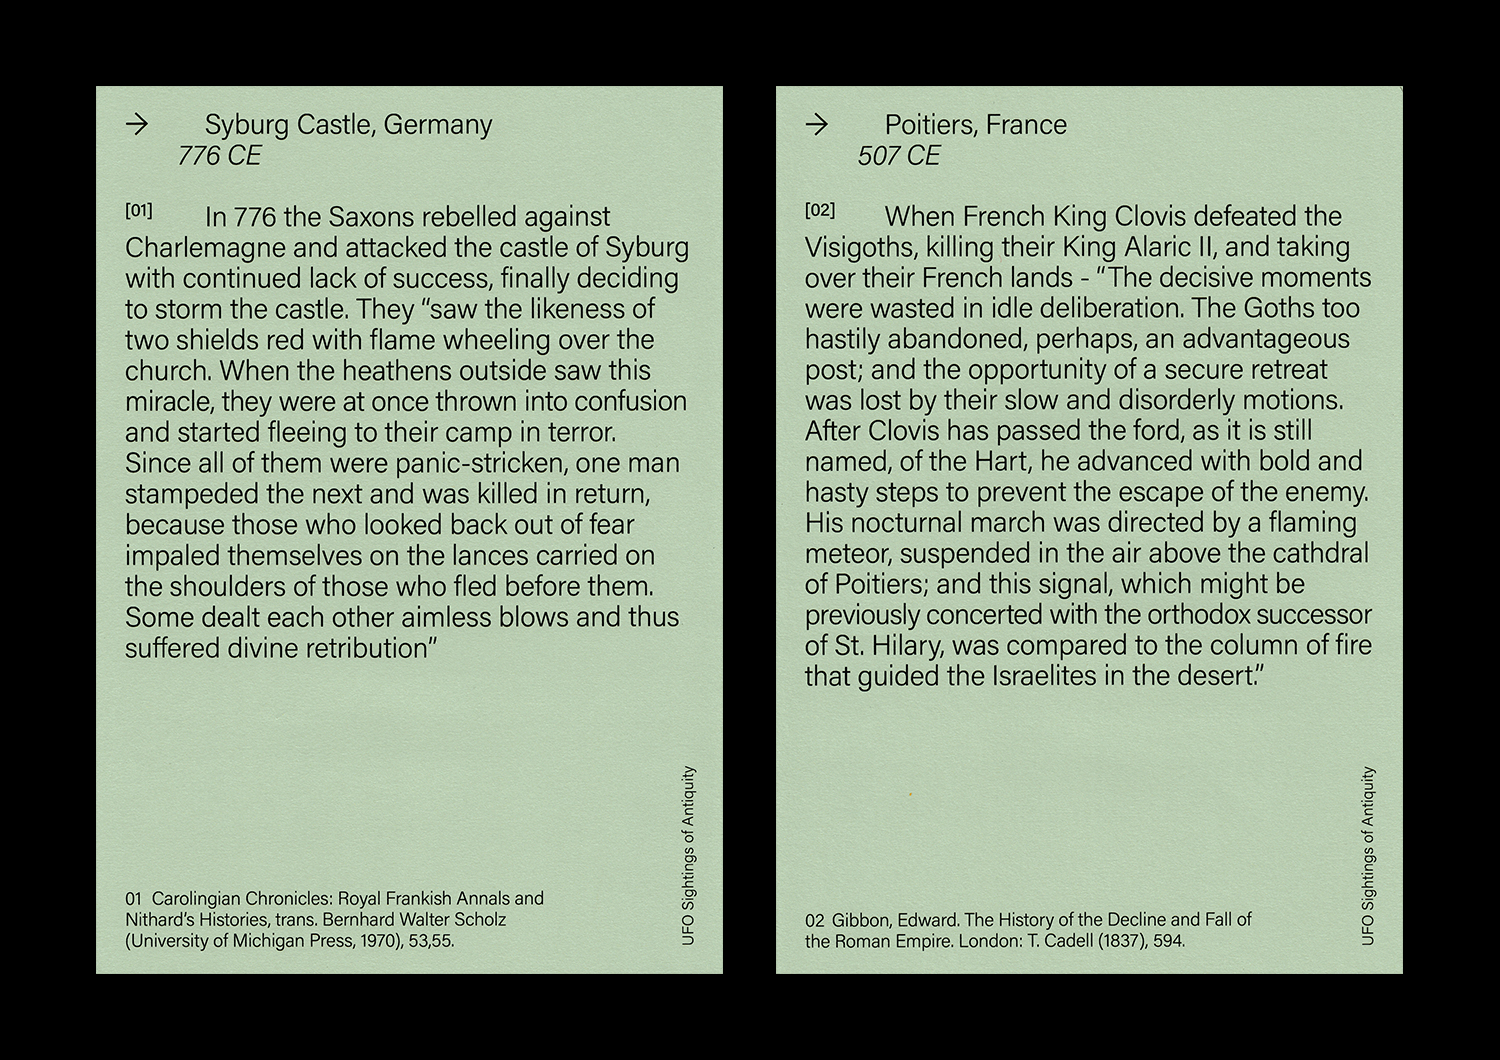 → Syburg Castle, Germany
776 CE
[01] In 776 the Saxons rebelled against
Charlemagne and attacked the castle of Syburg
with continued lack of success, finally deciding
to storm the castle. They “saw the likeness of
two shields red with flame wheeling over the
church. When the heathens outside saw this
miracle, they were at once thrown into confusion
and started fleeing to their camp in terror.
Since all of them were panic-stricken, one man
stampeded the next and was killed in return,
because those who looked back out of fear
impaled themselves on the lances carried on
the shoulders of those who fled before them.
Some dealt each other aimless blows and thus
suffered divine retribution”
UFO Sightings of Antiquity
01 Carolingian Chronicles: Royal Frankish Annals and
Nithard’s Histories, trans. Bernhard Walter Scholz
(University of Michigan Press, 1970), 53,55.
→ Poitiers, France
507 CE
[02] When French King Clovis defeated the
Visigoths, killing their King Alaric II, and taking
over their French lands - “The decisive moments
were wasted in idle deliberation. The Goths too
hastily abandoned, perhaps, an advantageous
post; and the opportunity of a secure retreat
was lost by their slow and disorderly motions.
After Clovis has passed the ford, as it is still
named, of the Hart, he advanced with bold and
hasty steps to prevent the escape of the enemy.
His nocturnal march was directed by a flaming
meteor, suspended in the air above the cathdral
of Poitiers; and this signal, which might be
previously concerted with the orthodox successor
of St. Hilary, was compared to the column of fire
that guided the Israelites in the desert.”
UFO Sightings of Antiquity
02 Gibbon, Edward. The History of the Decline and Fall of
the Roman Empire. London: T. Cadell (1837), 594.